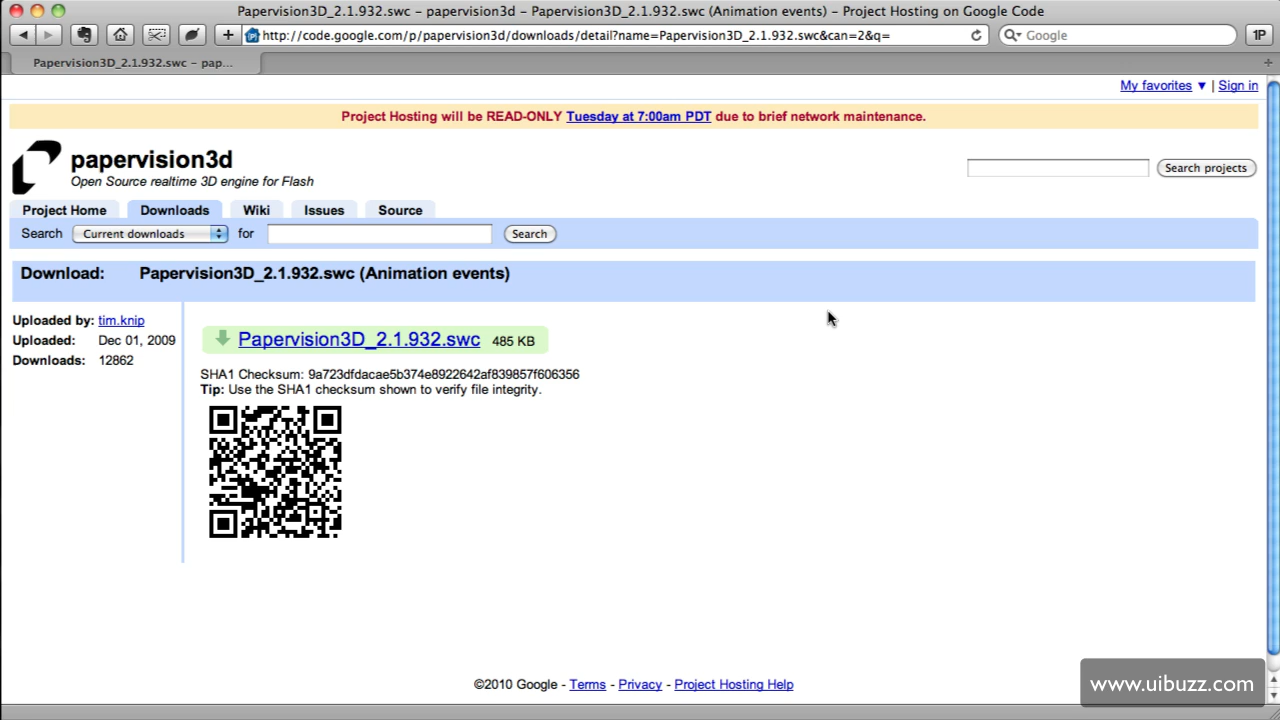 Papervision3D_2.1.932.swc – papervision3d – Papervision3D_2.1.932.swc (Animation events) – Project Hosting on Google Code
http://code.google.com/p/papervision3d/downloads/detail?name=Papervision3D_2.1.932.swc&can=2&q=
Google
1P
Papervision3D_2.1.932.swc – pap...
My favorites ▼ | Sign in
Project Hosting will be READ-ONLY Tuesday at 7:00am PDT due to brief network maintenance.
papervision3d
Open Source realtime 3D engine for Flash
Search projects
Project Home Downloads Wiki Issues Source
Search Current downloads for Search
Download: Papervision3D_2.1.932.swc (Animation events)
Uploaded by: tim.knip
Uploaded: Dec 01, 2009
Downloads: 12862
Papervision3D_2.1.932.swc 485 KB
SHA1 Checksum: 9a723dfdacae5b374e8922642af839857f606356
Tip: Use the SHA1 checksum shown to verify file integrity.
©2010 Google - Terms - Privacy - Project Hosting Help
www.uibuzz.com